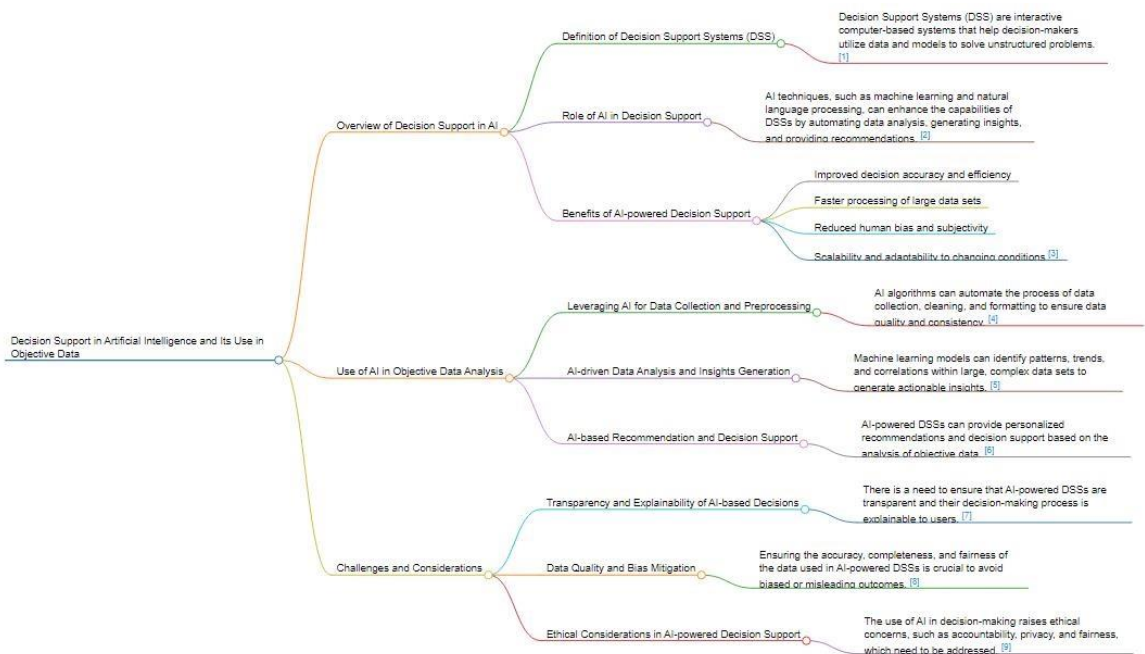 Decision Support in Artificial Intelligence and Its Use in
Objective Data
Overview of Decision Support in AI
Definition of Decision Support Systems (DSS)
Decision Support Systems (DSS) are interactive
computer-based systems that help decision-makers
utilize data and models to solve unstructured problems.
[1]
Role of AI in Decision Support
AI techniques, such as machine learning and natural
language processing, can enhance the capabilities of
DSSs by automating data analysis, generating insights,
and providing recommendations. [2]
Benefits of AI-powered Decision Support
Improved decision accuracy and efficiency
Faster processing of large data sets
Reduced human bias and subjectivity
Scalability and adaptability to changing conditions [3]
Use of AI in Objective Data Analysis
Leveraging AI for Data Collection and Preprocessing
AI algorithms can automate the process of data
collection, cleaning, and formatting to ensure data
quality and consistency. [4]
AI-driven Data Analysis and Insights Generation
Machine learning models can identify patterns, trends,
and correlations within large, complex data sets to
generate actionable insights. [5]
AI-based Recommendation and Decision Support
AI-powered DSSs can provide personalized
recommendations and decision support based on the
analysis of objective data. [6]
Challenges and Considerations
Transparency and Explainability of AI-based Decisions
There is a need to ensure that AI-powered DSSs are
transparent and their decision-making process is
explainable to users. [7]
Data Quality and Bias Mitigation
Ensuring the accuracy, completeness, and fairness of
the data used in AI-powered DSSs is crucial to avoid
biased or misleading outcomes. [8]
Ethical Considerations in AI-powered Decision Support
The use of AI in decision-making raises ethical
concerns, such as accountability, privacy, and fairness,
which need to be addressed. [9]